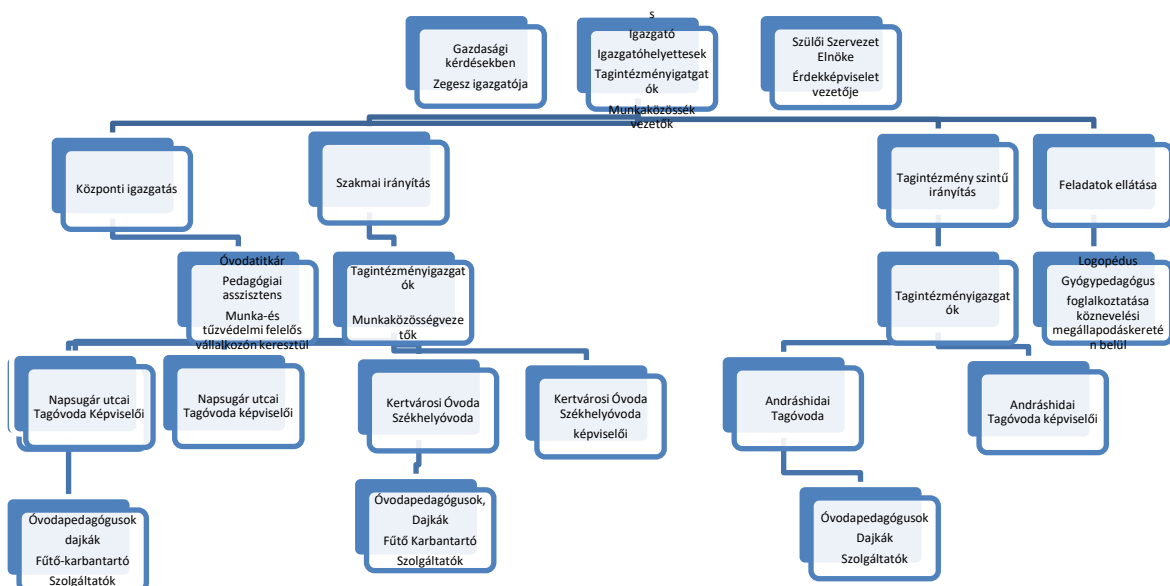 s
Gazdasági
kérdésekben
Zegesz igazgatója
Igazgató
Igazgatóhelyettesek
Tagintézményigatgat
ók
Munkaközössék
vezetők
Szülői Szervezet
Elnöke
Érdekképviselet
vezetője
Központi igazgatás
Szakmai irányítás
Tagintézmény szintű
irányítás
Feladatok ellátása
Óvodatitkár
Pedagógiai
asszisztens
Munka-és
tűzvédelmi felelős
vállalkozón keresztül
Tagintézményigazgat
ók
Munkaközösségveze
tők
Tagintézményigazgat
ók
Logopédus
Gyógypedagógus
foglalkoztatása
köznevelési
megállapodáskereté
n belül
Napsugár utcai
Tagóvoda Képviselői
Napsugár utcai
Tagóvoda képviselői
Kertvárosi Óvoda
Székhelyóvoda
Kertvárosi Óvoda
Székhelyóvoda
képviselői
Andráshidai
Tagóvoda
Andráshidai
Tagóvoda képviselői
Óvodapedagógusok
dajkák
Fűtő-karbantartó
Szolgáltatók
Óvodapedagógusok,
Dajkák
Fűtő Karbantartó
Szolgáltatók
Óvodapedagógusok
Dajkák
Szolgáltatók